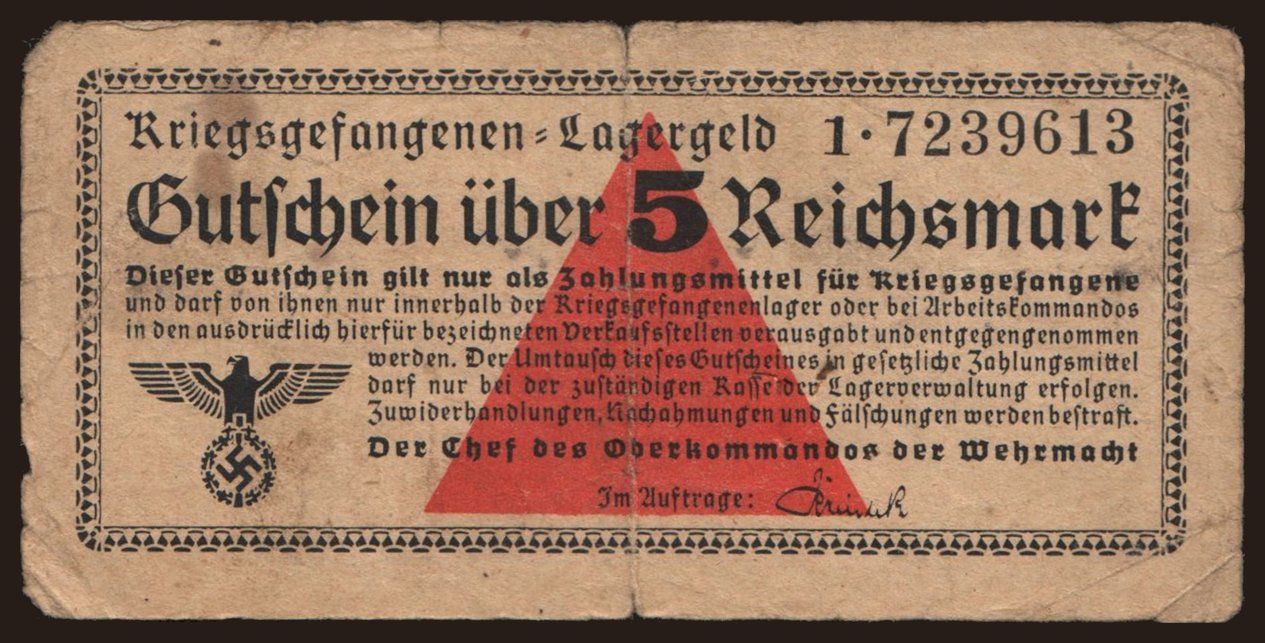 Kriegsgefangenen=Lagergeld 1·7239613
Gutschein über 5 Reichsmark
Dieser Gutschein gilt nur als Zahlungsmittel für Kriegsgefangene
und darf von ihnen nur innerhalb der Kriegsgefangenenlager oder bei Arbeitskommandos
in den ausdrücklich hierfür bezeichneten Verkaufsstellen verausgabt und entgegengenommen
werden. Der Umtausch dieses Gutscheines in gesetzliche Zahlungsmittel
darf nur bei der zuständigen Kasse der Lagerverwaltung erfolgen.
Zuwiderhandlungen, Nachahmungen und Fälschungen werden bestraft.
Der Chef des Oberkommandos der Wehrmacht
Im Auftrage: